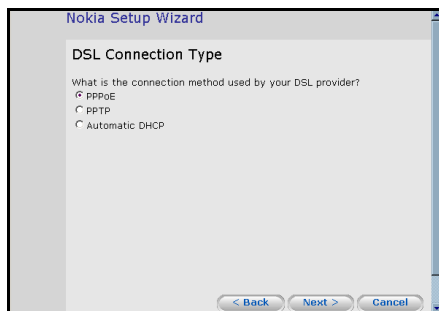 Nokia Setup Wizard
DSL Connection Type
What is the connection method used by your DSL provider?
PPPoE
PPTP
Automatic DHCP
< Back Next > Cancel